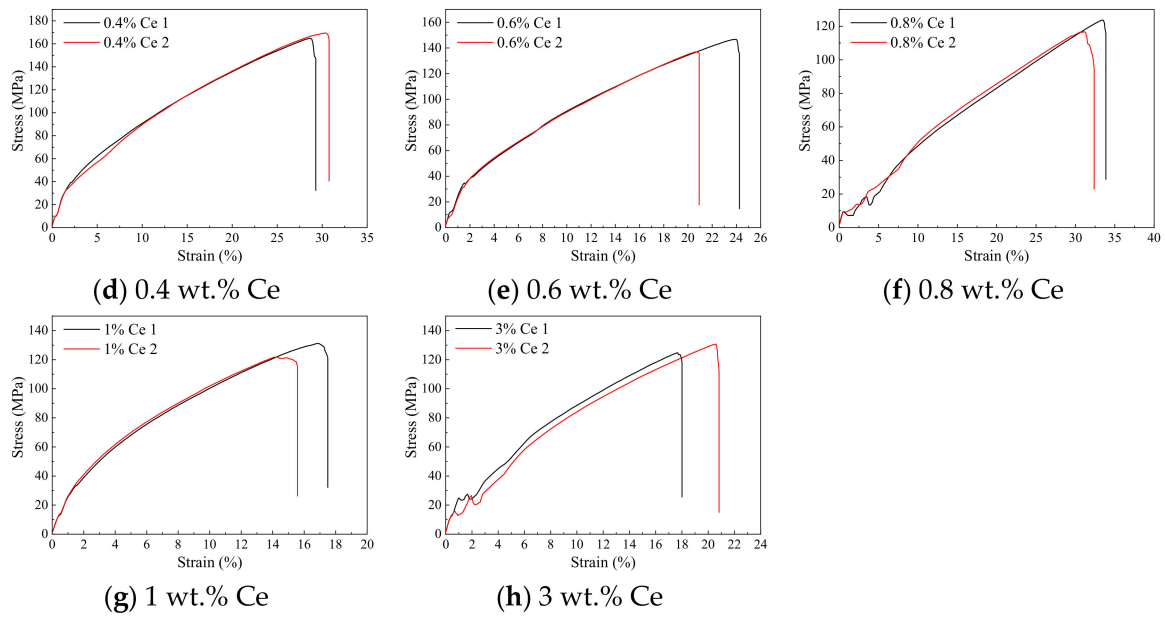 0.4% Ce 1
0.4% Ce 2
Stress (MPa)
180
160
140
120
100
80
60
40
20
0
0 5 10 15 20 25 30 35
Strain (%)
(d) 0.4 wt.% Ce
0.6% Ce 1
0.6% Ce 2
Stress (MPa)
160
140
120
100
80
60
40
20
0
0 2 4 6 8 10 12 14 16 18 20 22 24 26
Strain (%)
(e) 0.6 wt.% Ce
0.8% Ce 1
0.8% Ce 2
Stress (MPa)
120
100
80
60
40
20
0
0 5 10 15 20 25 30 35 40
Strain (%)
(f) 0.8 wt.% Ce
1% Ce 1
1% Ce 2
Stress (MPa)
140
120
100
80
60
40
20
0
0 2 4 6 8 10 12 14 16 18 20
Strain (%)
(g) 1 wt.% Ce
3% Ce 1
3% Ce 2
Stress (MPa)
140
120
100
80
60
40
20
0
0 2 4 6 8 10 12 14 16 18 20 22 24
Strain (%)
(h) 3 wt.% Ce